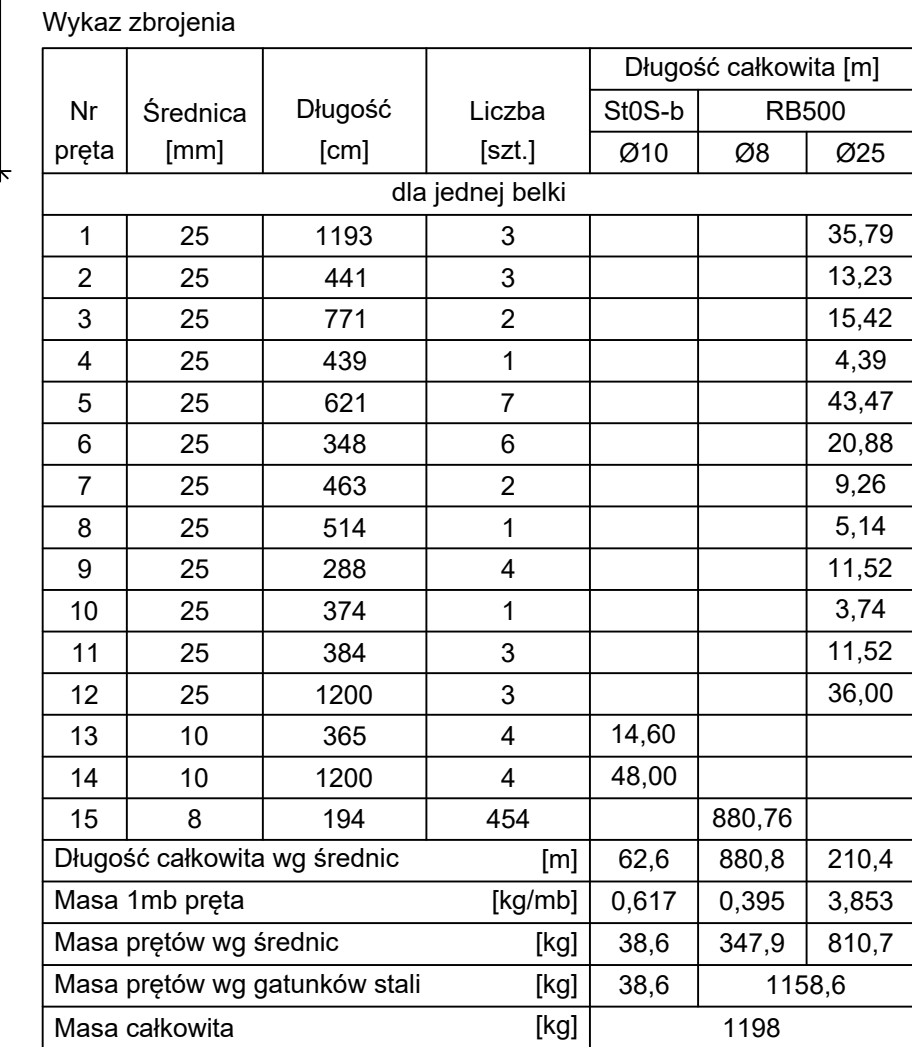 Wykaz zbrojenia
Długość całkowita [m]
Nr Średnica Długość Liczba St0S-b RB500
pręta [mm] [cm] [szt.] Ø10 Ø8 Ø25
dla jednej belki
1 25 1193 3 35,79
2 25 441 3 13,23
3 25 771 2 15,42
4 25 439 1 4,39
5 25 621 7 43,47
6 25 348 6 20,88
7 25 463 2 9,26
8 25 514 1 5,14
9 25 288 4 11,52
10 25 374 1 3,74
11 25 384 3 11,52
12 25 1200 3 36,00
13 10 365 4 14,60
14 10 1200 4 48,00
15 8 194 454 880,76
Długość całkowita wg średnic [m] 62,6 880,8 210,4
Masa 1mb pręta [kg/mb] 0,617 0,395 3,853
Masa prętów wg średnic [kg] 38,6 347,9 810,7
Masa prętów wg gatunków stali [kg] 38,6 1158,6
Masa całkowita [kg] 1198